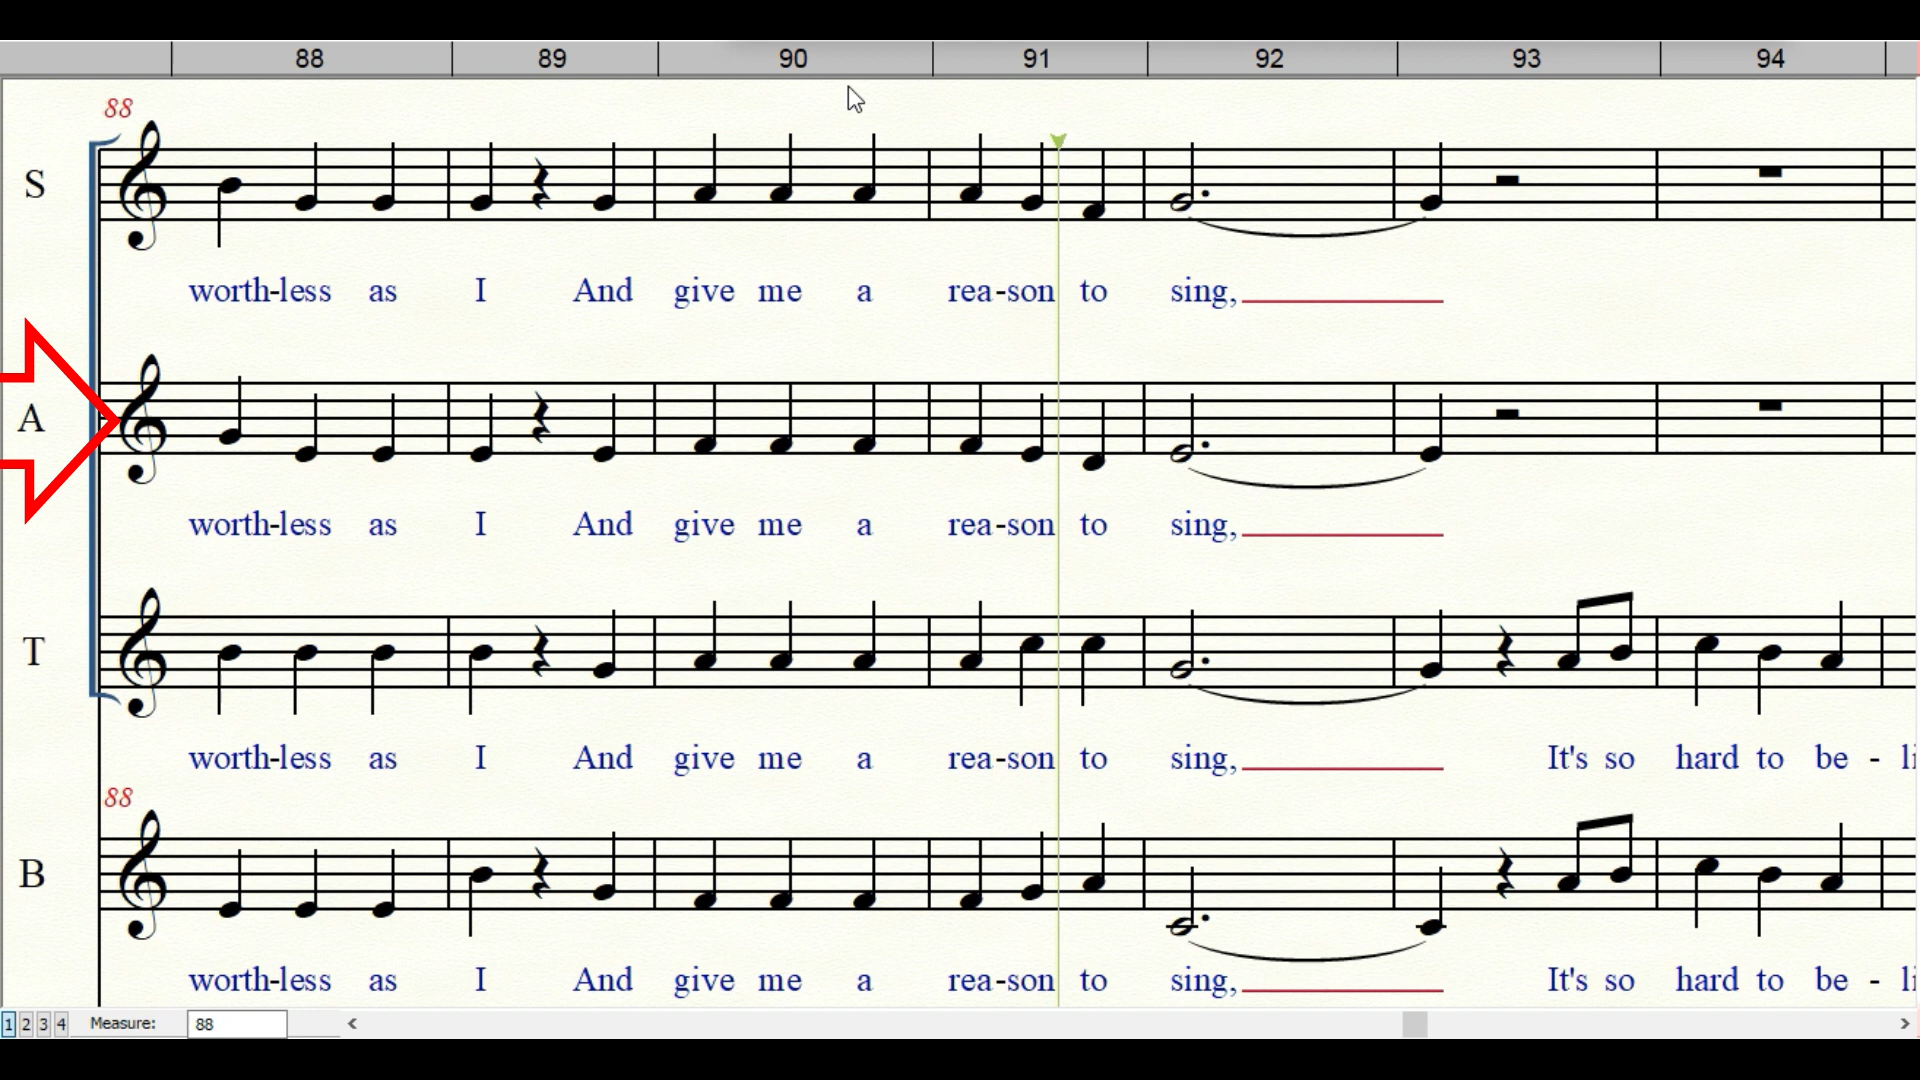 88 89 90 91 92 93 94
88
S
worth-less as I And give me a rea-son to sing,
A
worth-less as I And give me a rea-son to sing,
T
worth-less as I And give me a rea-son to sing, It's so hard to be - li
88
B
worth-less as I And give me a rea-son to sing, It's so hard to be - li
1 2 3 4 Measure: 88